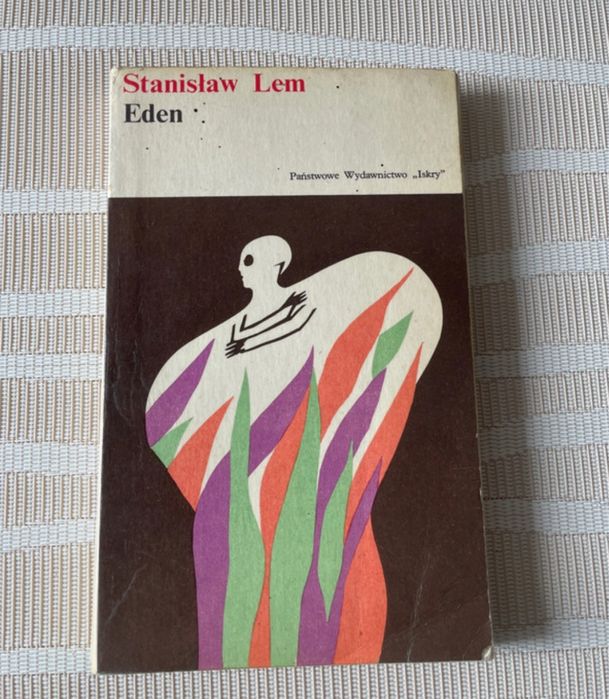 Stanisław Lem
Eden
Państwowe Wydawnictwo „Iskry”